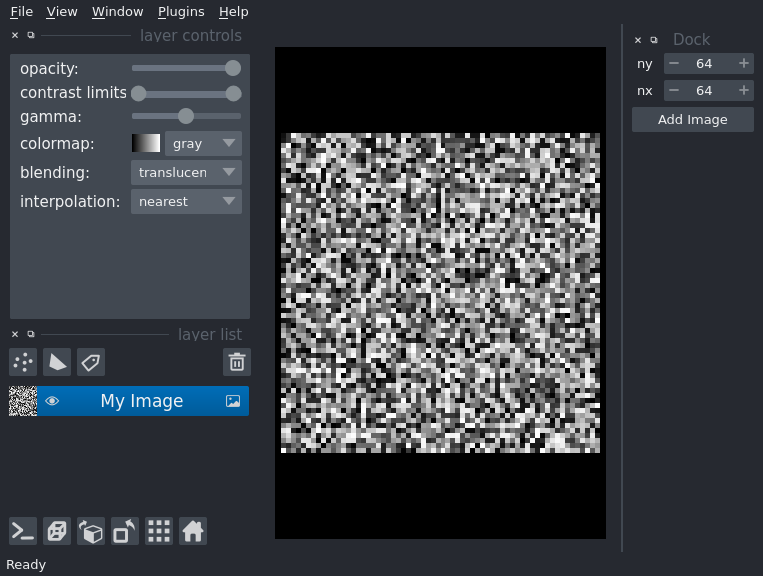 File View Window Plugins Help
layer controls
opacity:
contrast limits
gamma:
colormap: gray
blending: translucen
interpolation: nearest
layer list
My Image
Ready
Dock
ny 64
nx 64
Add Image